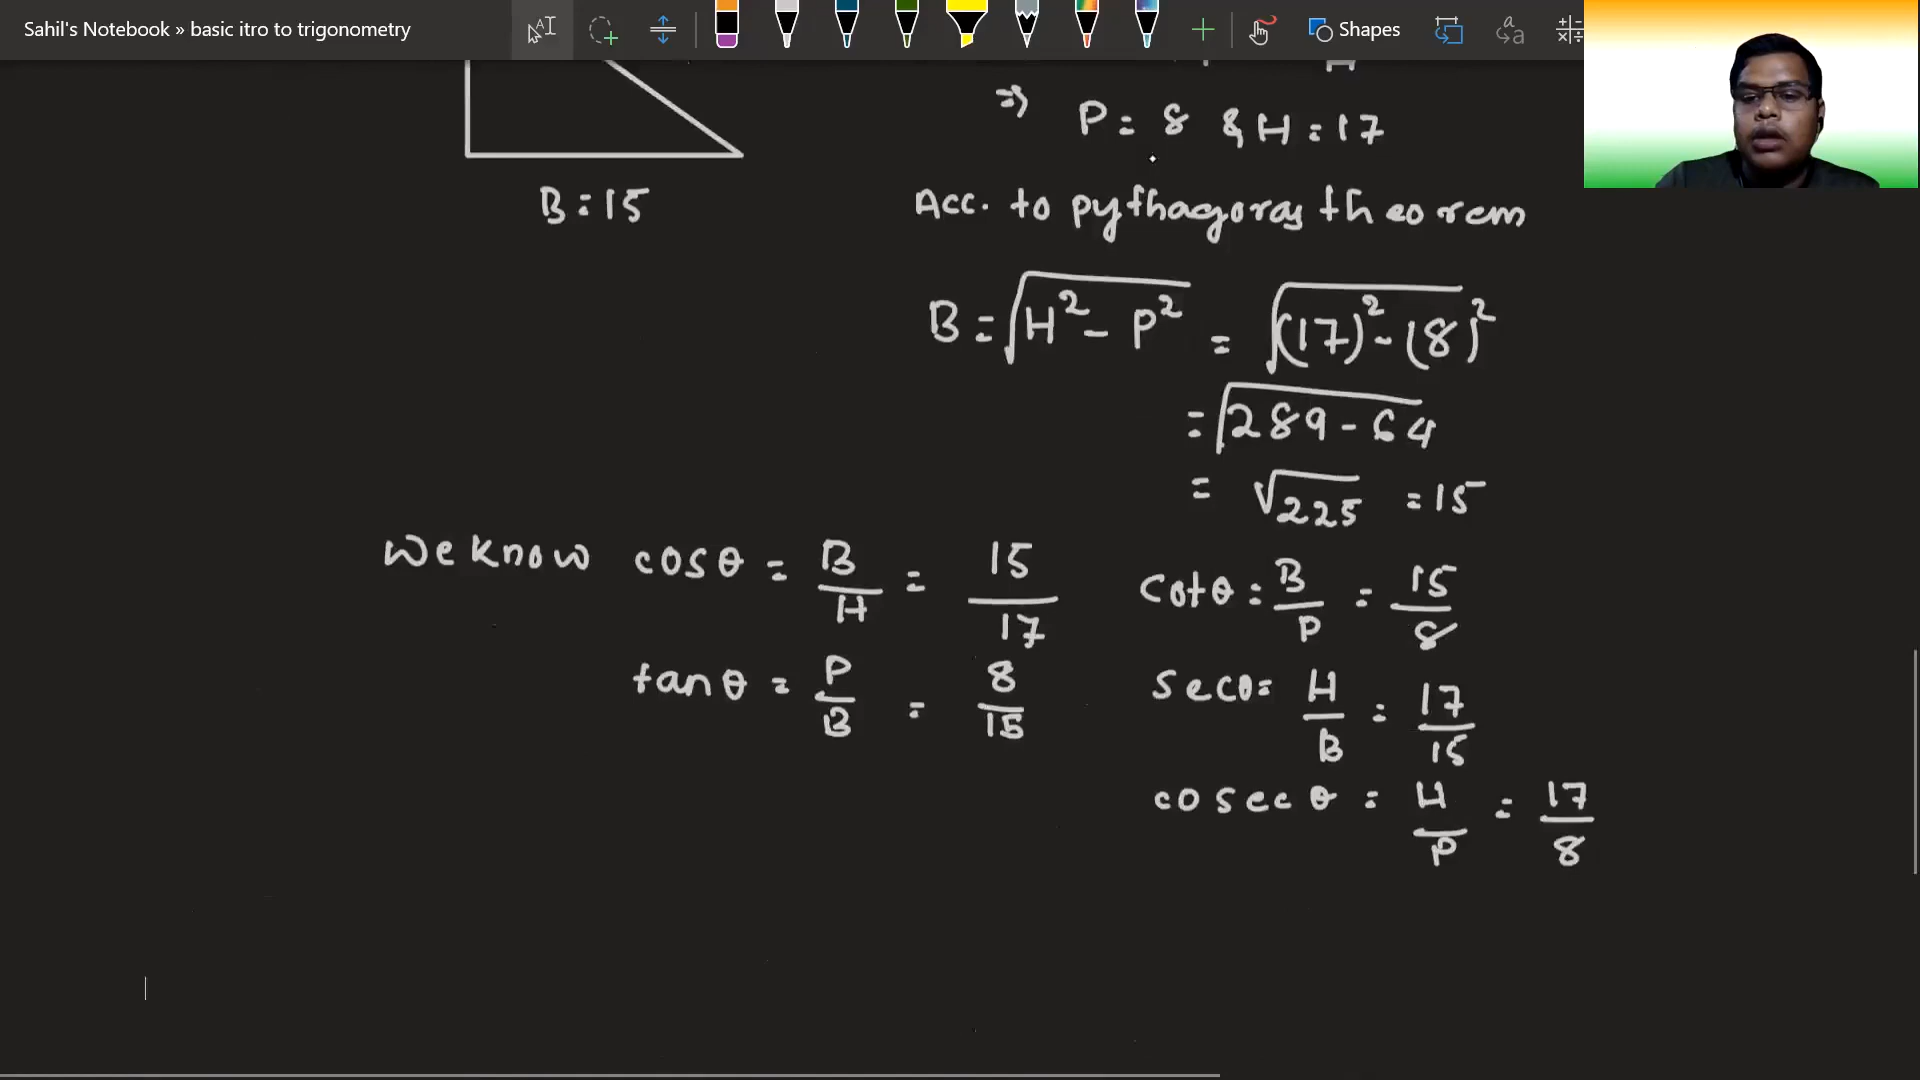 Sahil's Notebook » basic itro to trigonometry
Shapes
⇒ P = 8 & H = 17
B = 15
Acc. to pythagoras theorem
B = √H² - P² = √(17)² - (8)²
= √289 - 64
= √225 = 15
We know cosθ = B/H = 15/17
cotθ = B/P = 15/8
tanθ = P/B = 8/15
secθ = H/B = 17/15
cosecθ = H/P = 17/8